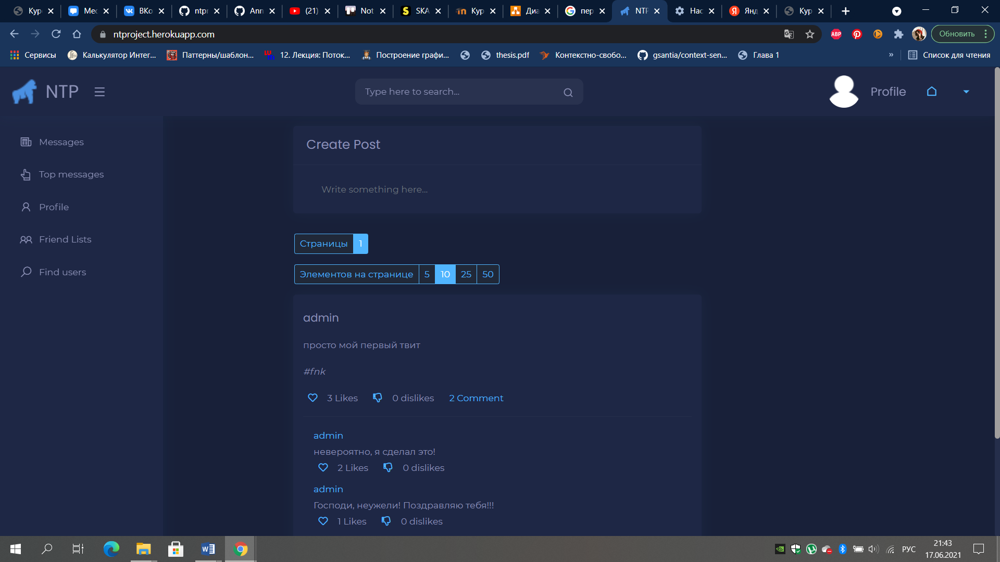 Кур
Мес
ВКо
ntpr
Ann
(21)
Not
SKA
Кур
Диа
пер
NTP
Нас
Янд
Кур
ntproject.herokuapp.com
ABP
Обновить
Сервисы
Калькулятор Интег...
Паттерны/шаблон...
12. Лекция: Поток...
Построение графи...
thesis.pdf
Контекстно-свобо...
gsantia/context-sen...
Глава 1
»
Список для чтения
NTP
Type here to search...
Profile
Messages
Top messages
Profile
Friend Lists
Find users
Create Post
Write something here...
Страницы 1
Элементов на странице 5 10 25 50
admin
просто мой первый твит
#fnk
3 Likes 0 dislikes 2 Comment
admin
невероятно, я сделал это!
2 Likes 0 dislikes
admin
Господи, неужели! Поздравляю тебя!!!
1 Likes 0 dislikes
РУС
21:43
17.06.2021